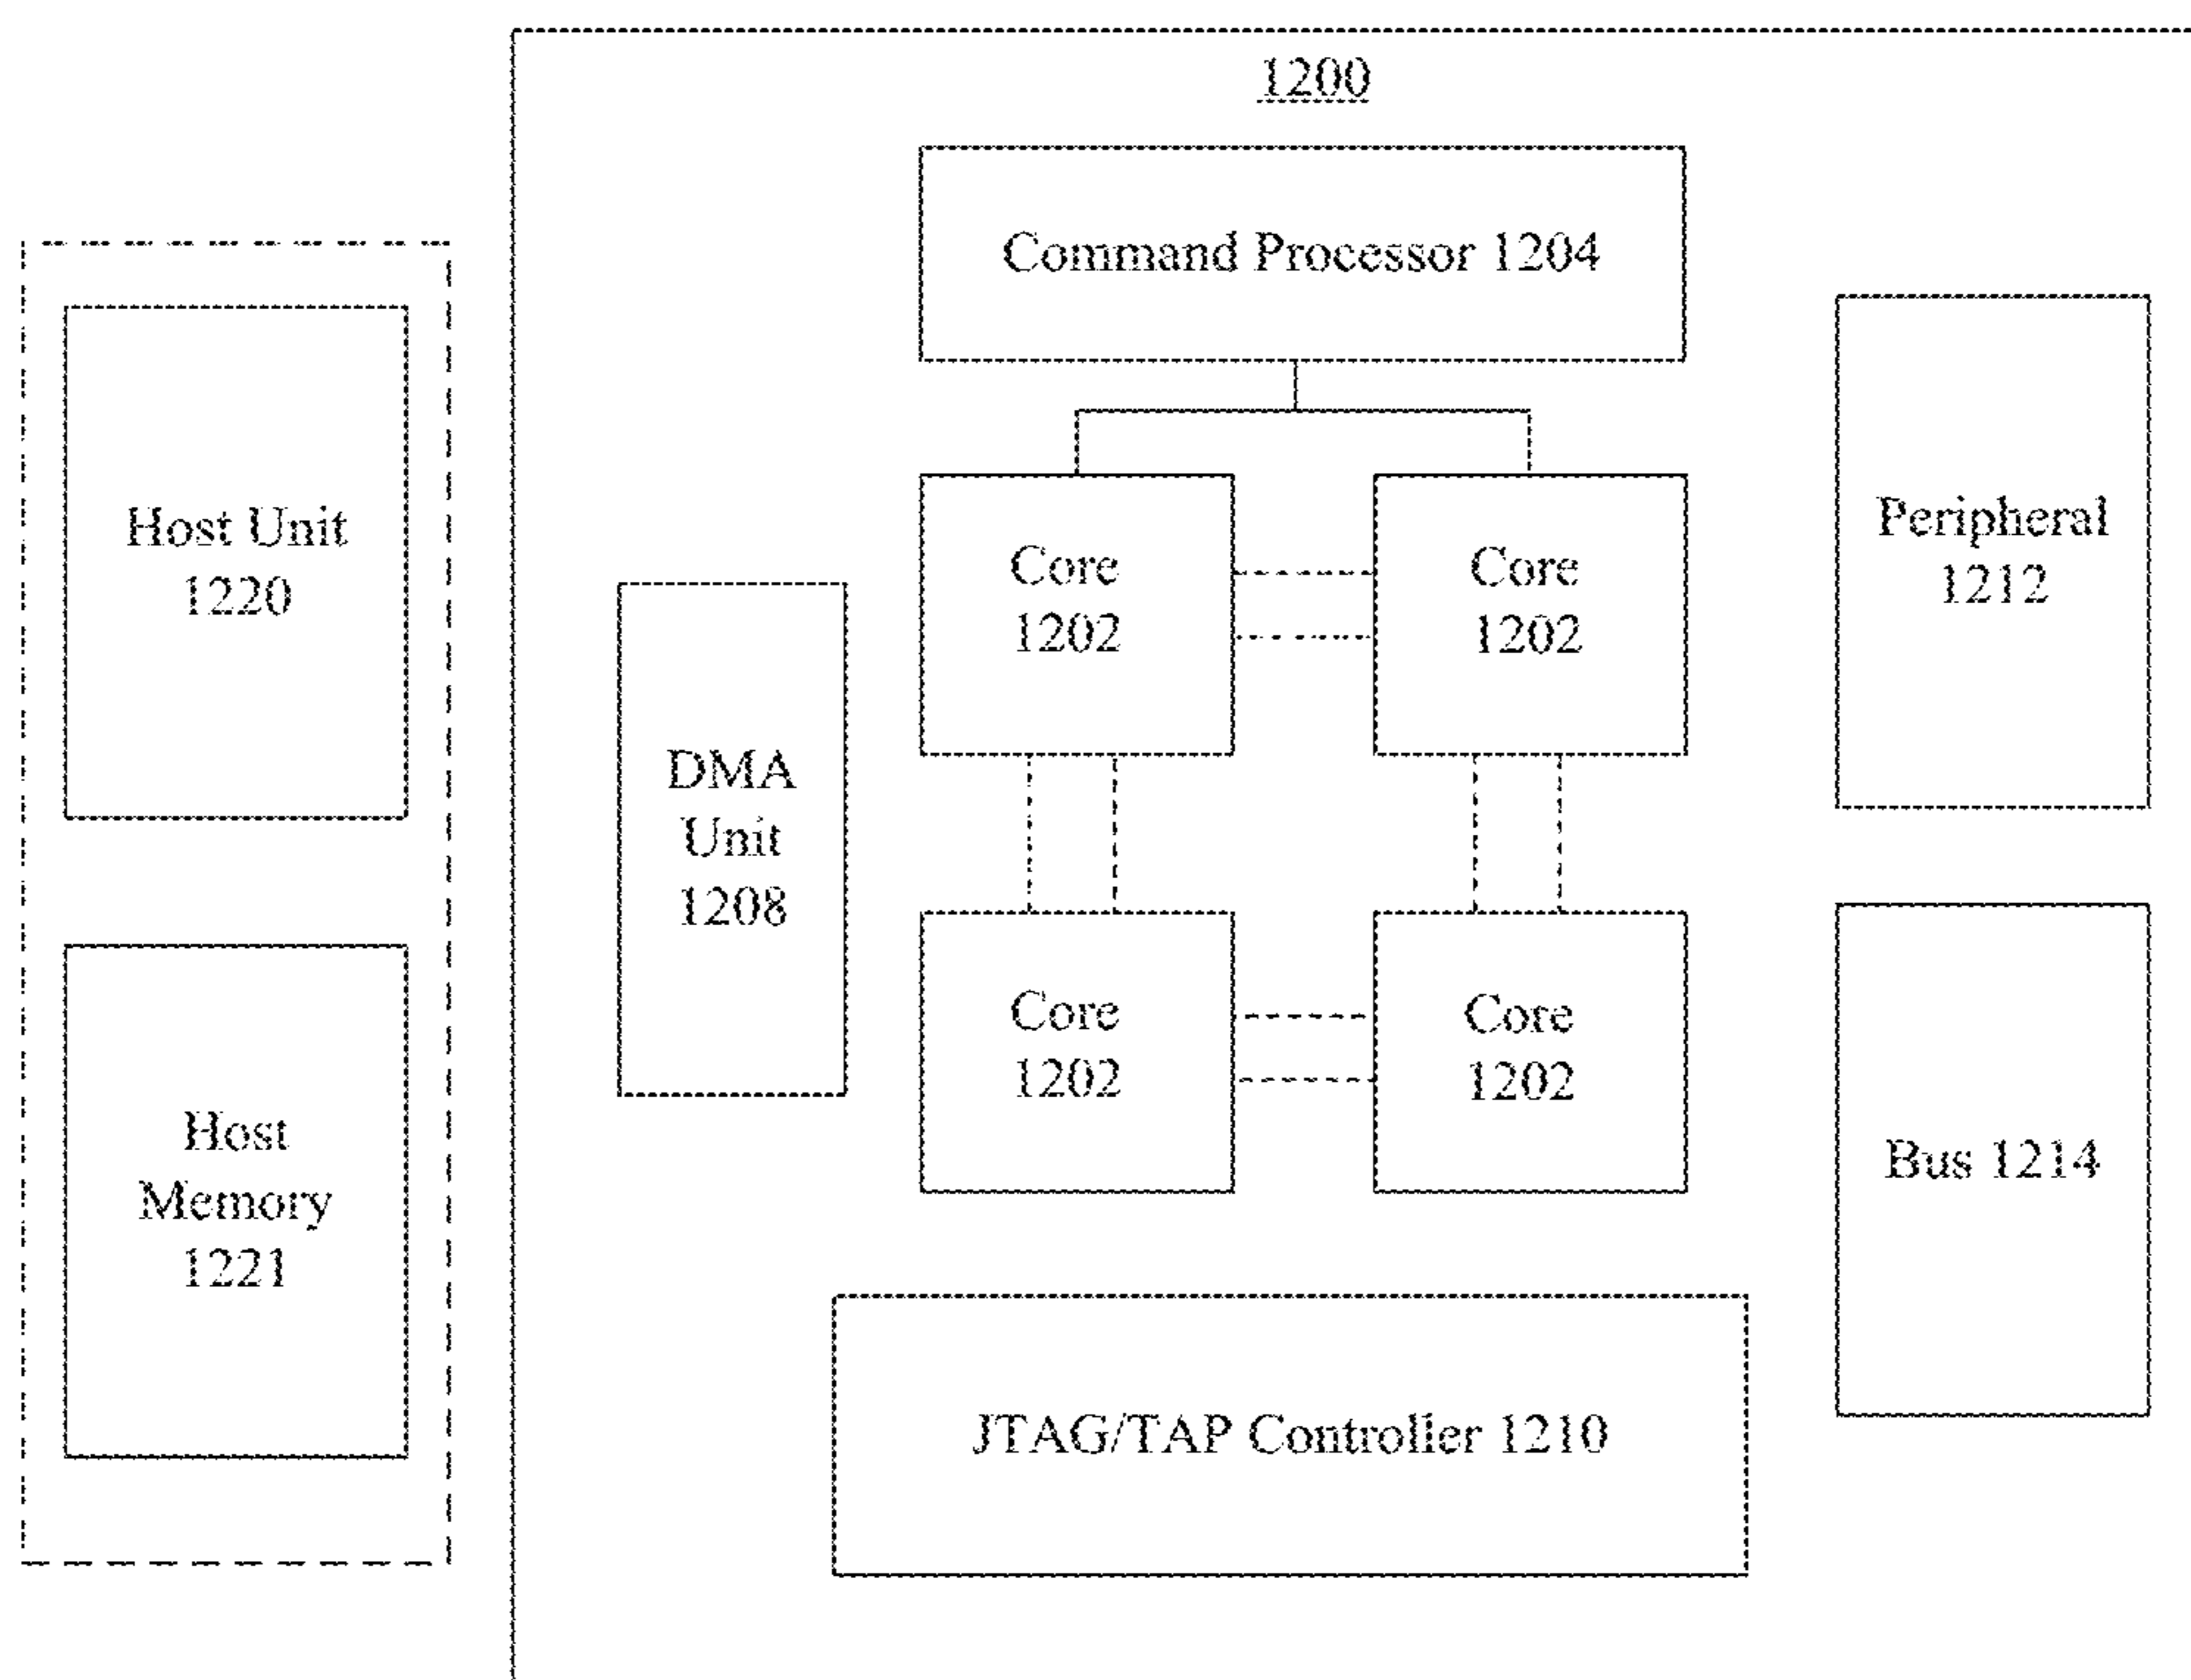 1200
Command Processor 1204
Host Unit
1220
Peripheral
1212
Core
1202
Core
1202
DMA
Unit
1208
Core
1202
Core
1202
Host
Memory
1221
Bus 1214
JTAG/TAP Controller 1210